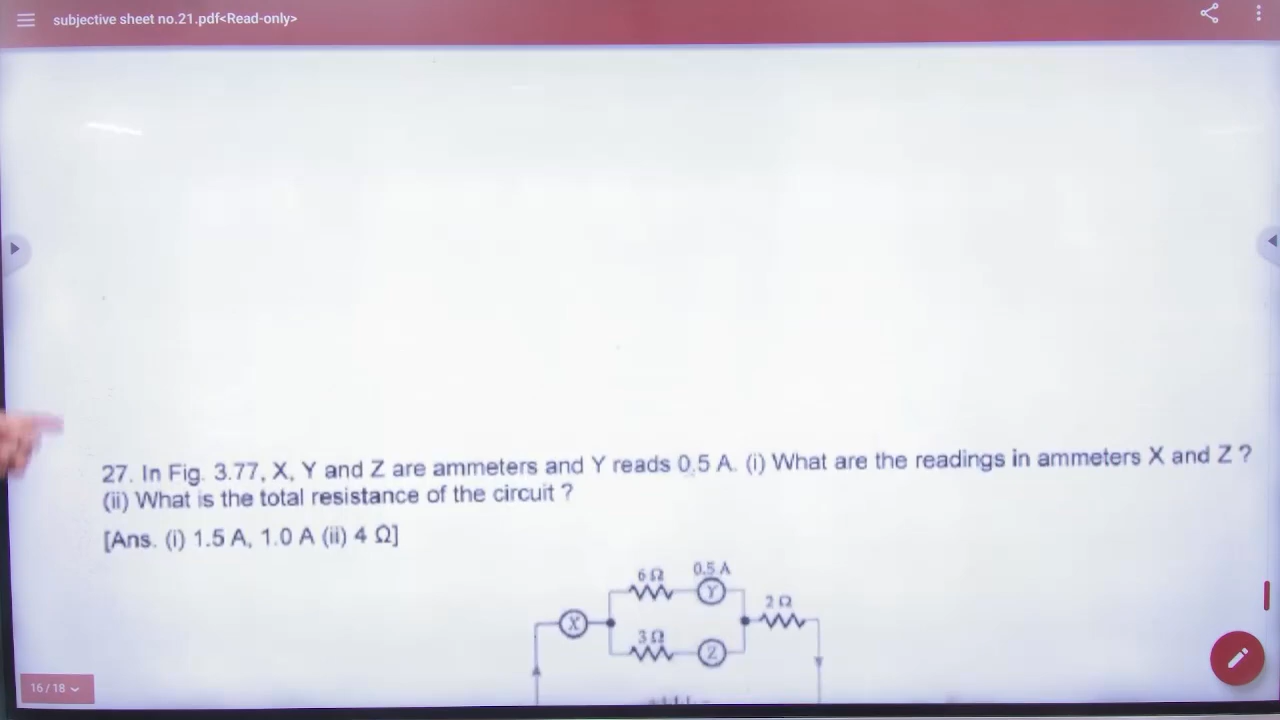 subjective sheet no.21.pdf<Read-only>
27. In Fig. 3.77, X, Y and Z are ammeters and Y reads 0.5 A. (i) What are the readings in ammeters X and Z ?
(ii) What is the total resistance of the circuit ?
[Ans. (i) 1.5 A, 1.0 A (ii) 4 Ω]
6 Ω
0.5 A
Y
2 Ω
X
3 Ω
Z
16 / 18